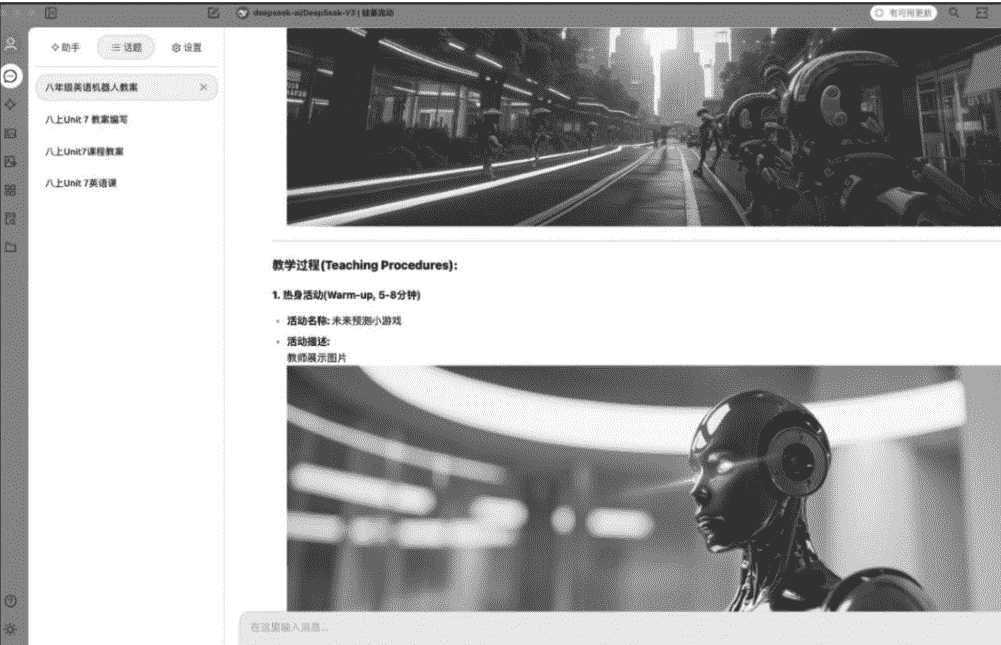 deepseek-ai/DeepSeek-V3 | 硅基流动
有可用更新
助手
话题
设置
八年级英语机器人教案
八上Unit 7 教案编写
八上Unit7课程教案
八上Unit 7英语课
教学过程(Teaching Procedures):
1. 热身活动(Warm-up, 5-8分钟)
• 活动名称: 未来预测小游戏
• 活动描述:
教师展示图片
在这里输入消息...